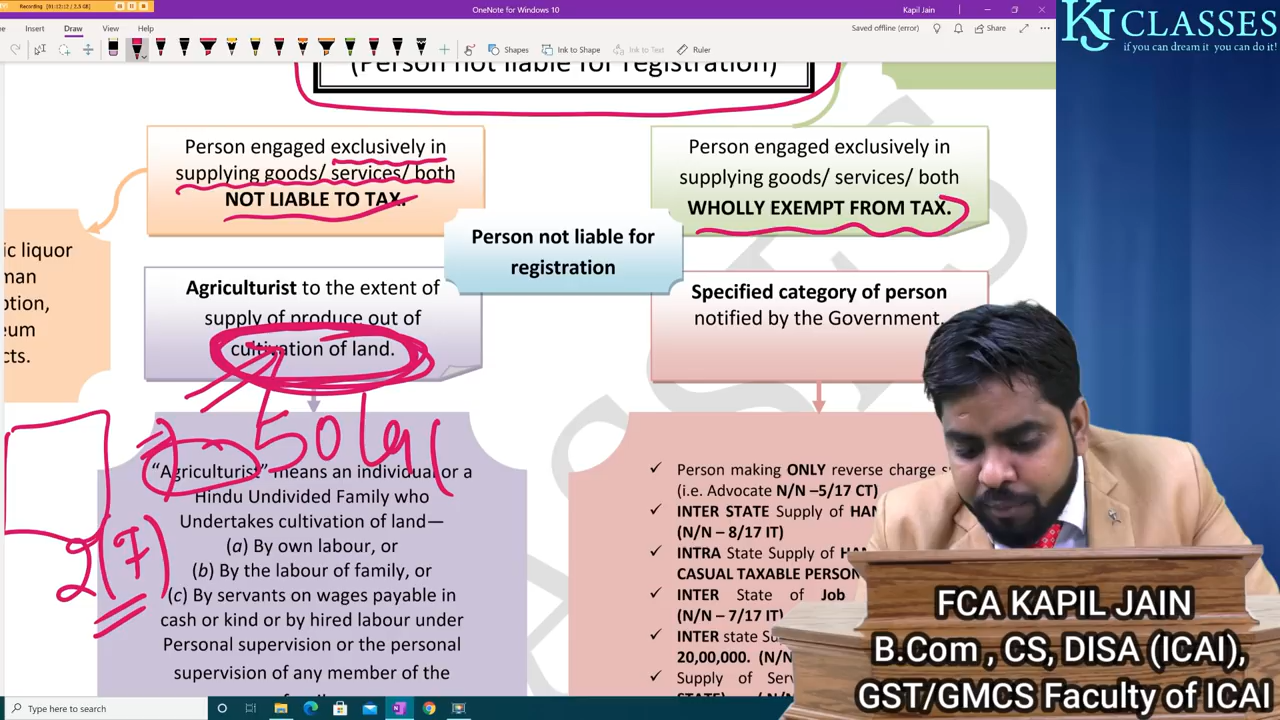 Recording
OneNote for Windows 10
Kapil Jain
Insert
Draw
View
Help
Saved offline (error)
Share
Shapes
Ink to Shape
Ink to Text
Ruler
KJ CLASSES
if you can dream it you can do it!
(Person not liable for registration)
Person engaged exclusively in
supplying goods/ services/ both
NOT LIABLE TO TAX.
Person engaged exclusively in
supplying goods/ services/ both
WHOLLY EXEMPT FROM TAX.
Person not liable for
registration
ic liquor
man
ption,
eum
cts.
Agriculturist to the extent of
supply of produce out of
cultivation of land.
Specified category of person
notified by the Government.
50 lac
2(7)
"Agriculturist" means an individual or a
Hindu Undivided Family who
Undertakes cultivation of land—
(a) By own labour, or
(b) By the labour of family, or
(c) By servants on wages payable in
cash or kind or by hired labour under
Personal supervision or the personal
supervision of any member of the
Person making ONLY reverse charge s
(i.e. Advocate N/N –5/17 CT)
INTER STATE Supply of HAN
(N/N – 8/17 IT)
INTRA State Supply of HA
CASUAL TAXABLE PERSON
INTER State of Job
(N/N – 7/17 IT)
INTER state Su
20,00,000. (N/N
Supply of Serv
FCA KAPIL JAIN
B.Com , CS, DISA (ICAI),
GST/GMCS Faculty of ICAI
Type here to search